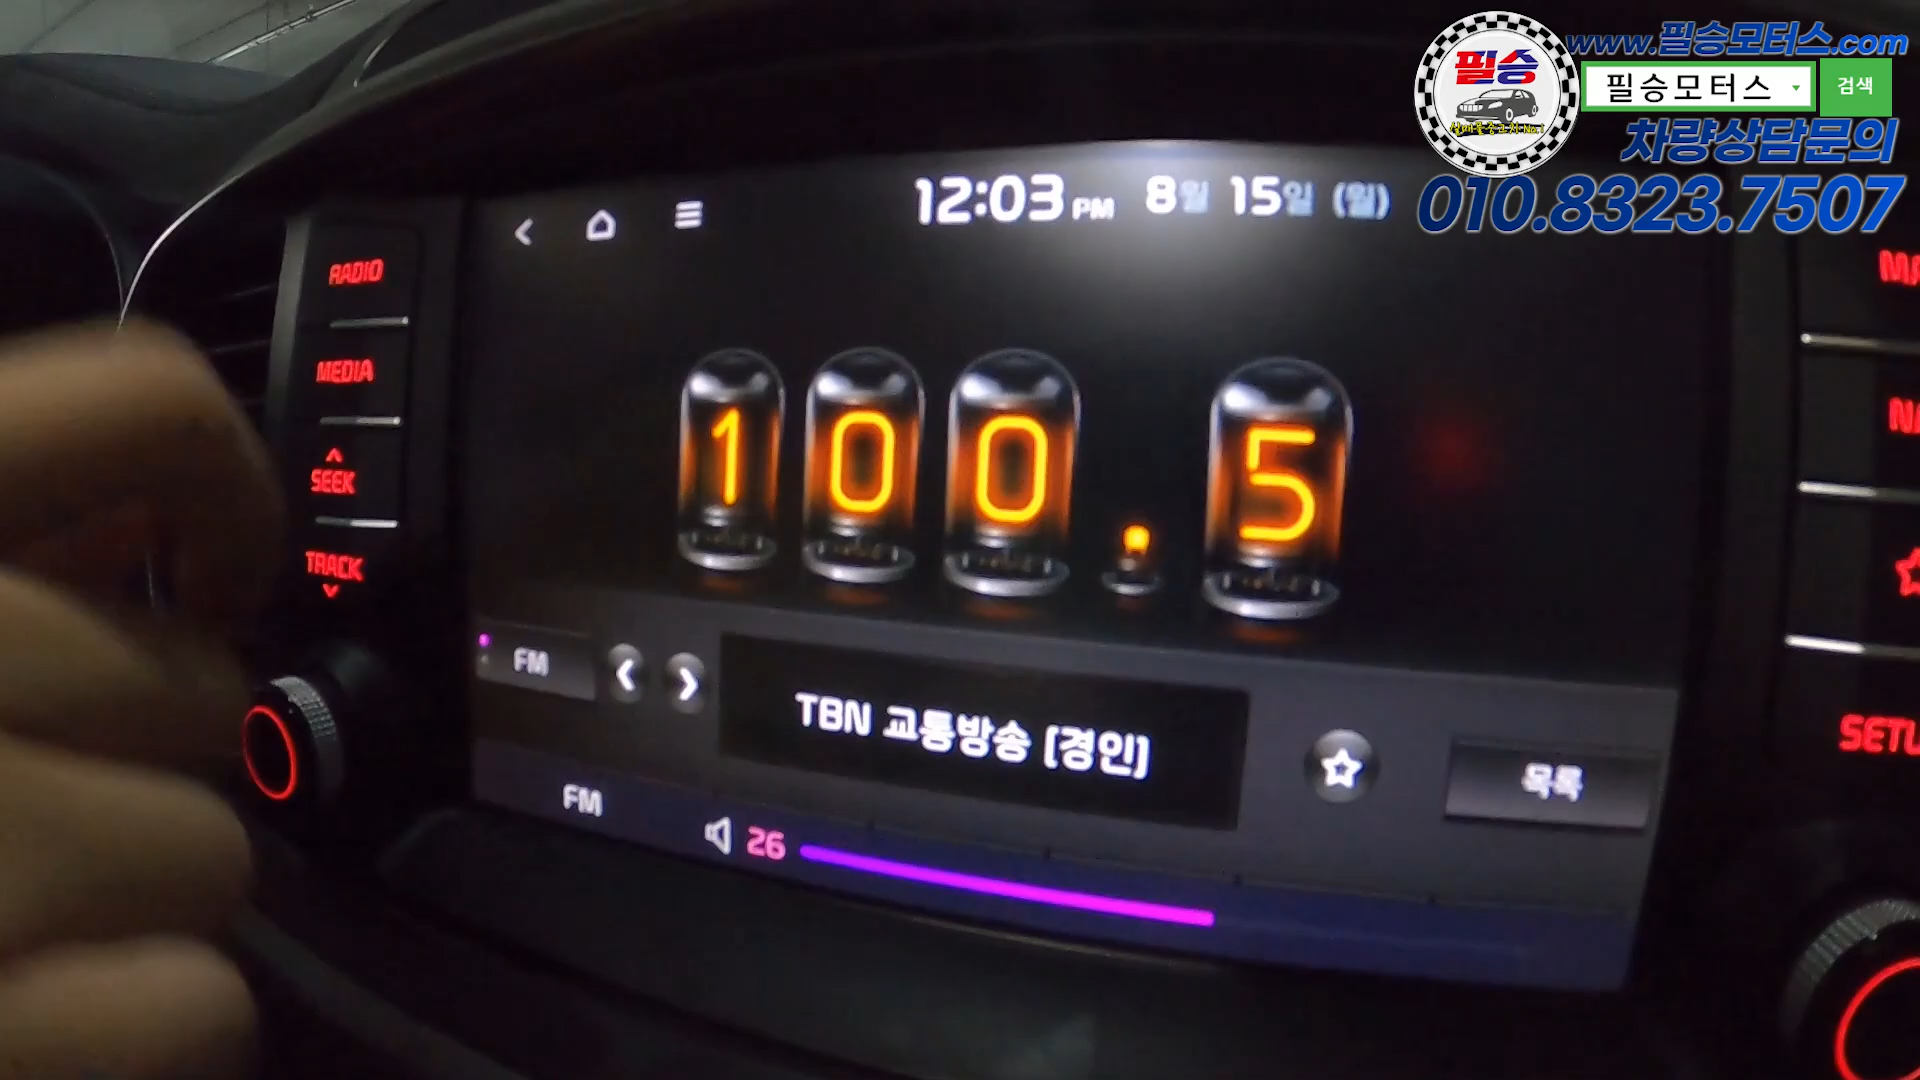 www.필승모터스.com
필승
필승모터스
검색
차량상담문의
010.8323.7507
12:03 PM 8월 15일 (월)
RADIO
MEDIA
SEEK
TRACK
100.5
FM
TBN 교통방송 [경인]
목록
FM
26